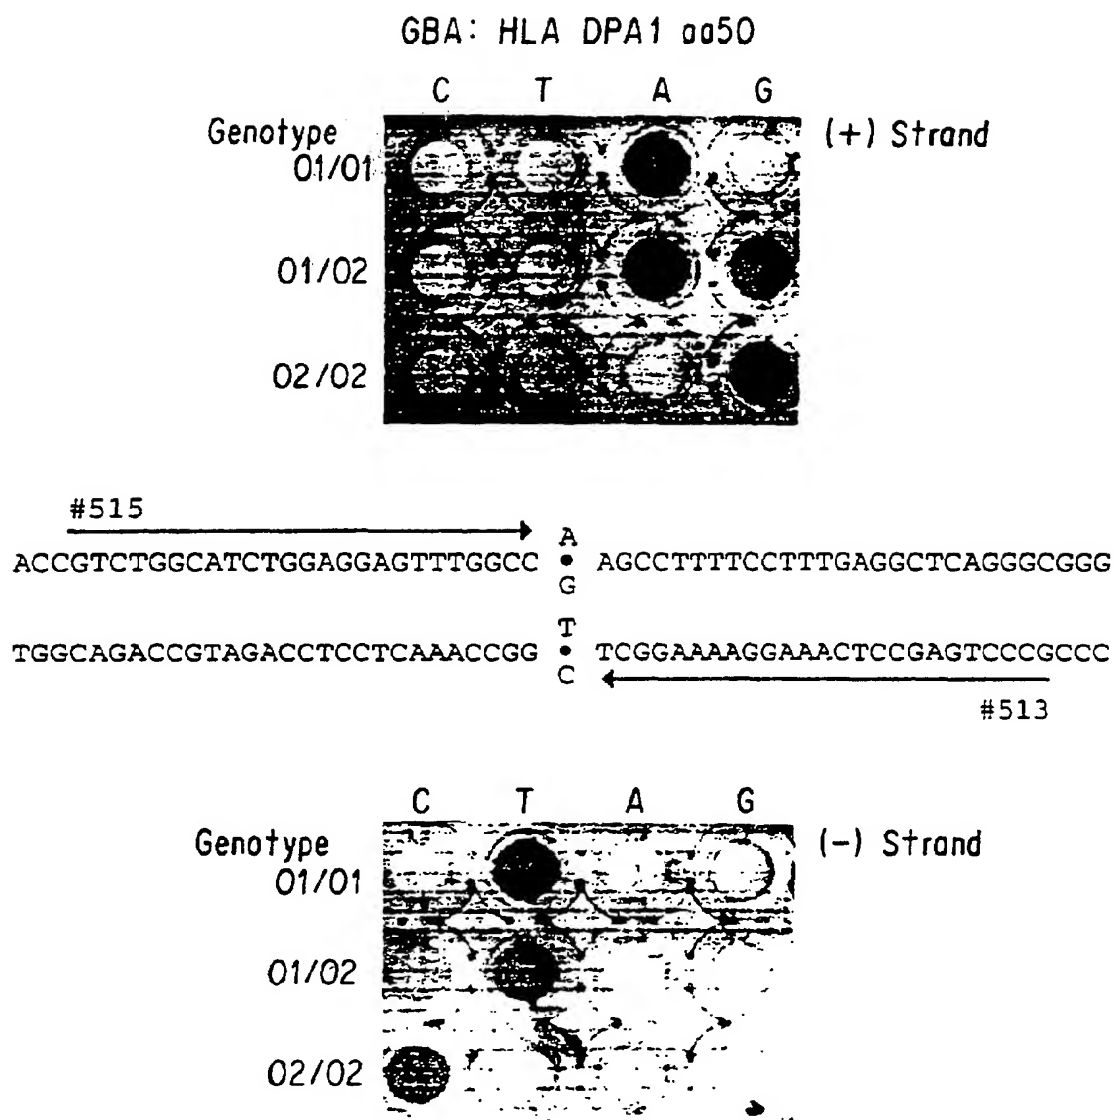 GBA: HLA DPA1 aa50
C T A G
Genotype (+) Strand
01/01
01/02
02/02
#515
A
ACCGTCTGGCATCTGGAGGAGTTTGGCC • AGCCTTTTCCTTTGAGGCTCAGGGCGGG
G
T
TGGCAGACCGTAGACCTCCTCAAACCGG • TCGGAAAAGGAAACTCCGAGTCCCGCCC
C
#513
C T A G
Genotype (-) Strand
01/01
01/02
02/02